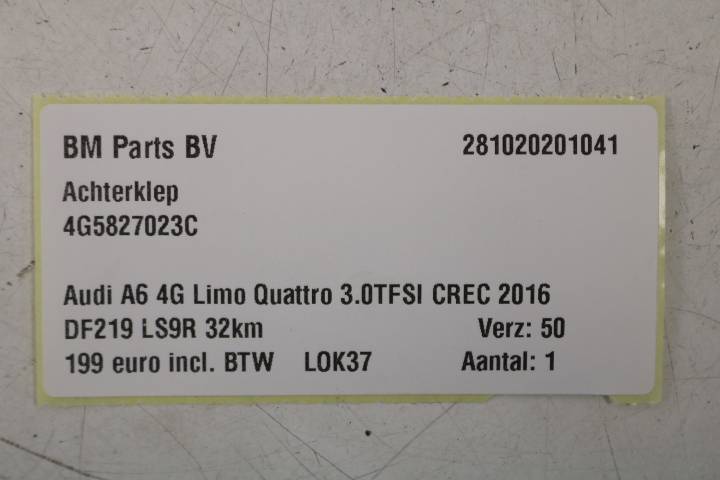 BM Parts BV 281020201041
Achterklep
4G5827023C
Audi A6 4G Limo Quattro 3.0TFSI CREC 2016
DF219 LS9R 32km Verz: 50
199 euro incl. BTW LOK37 Aantal: 1